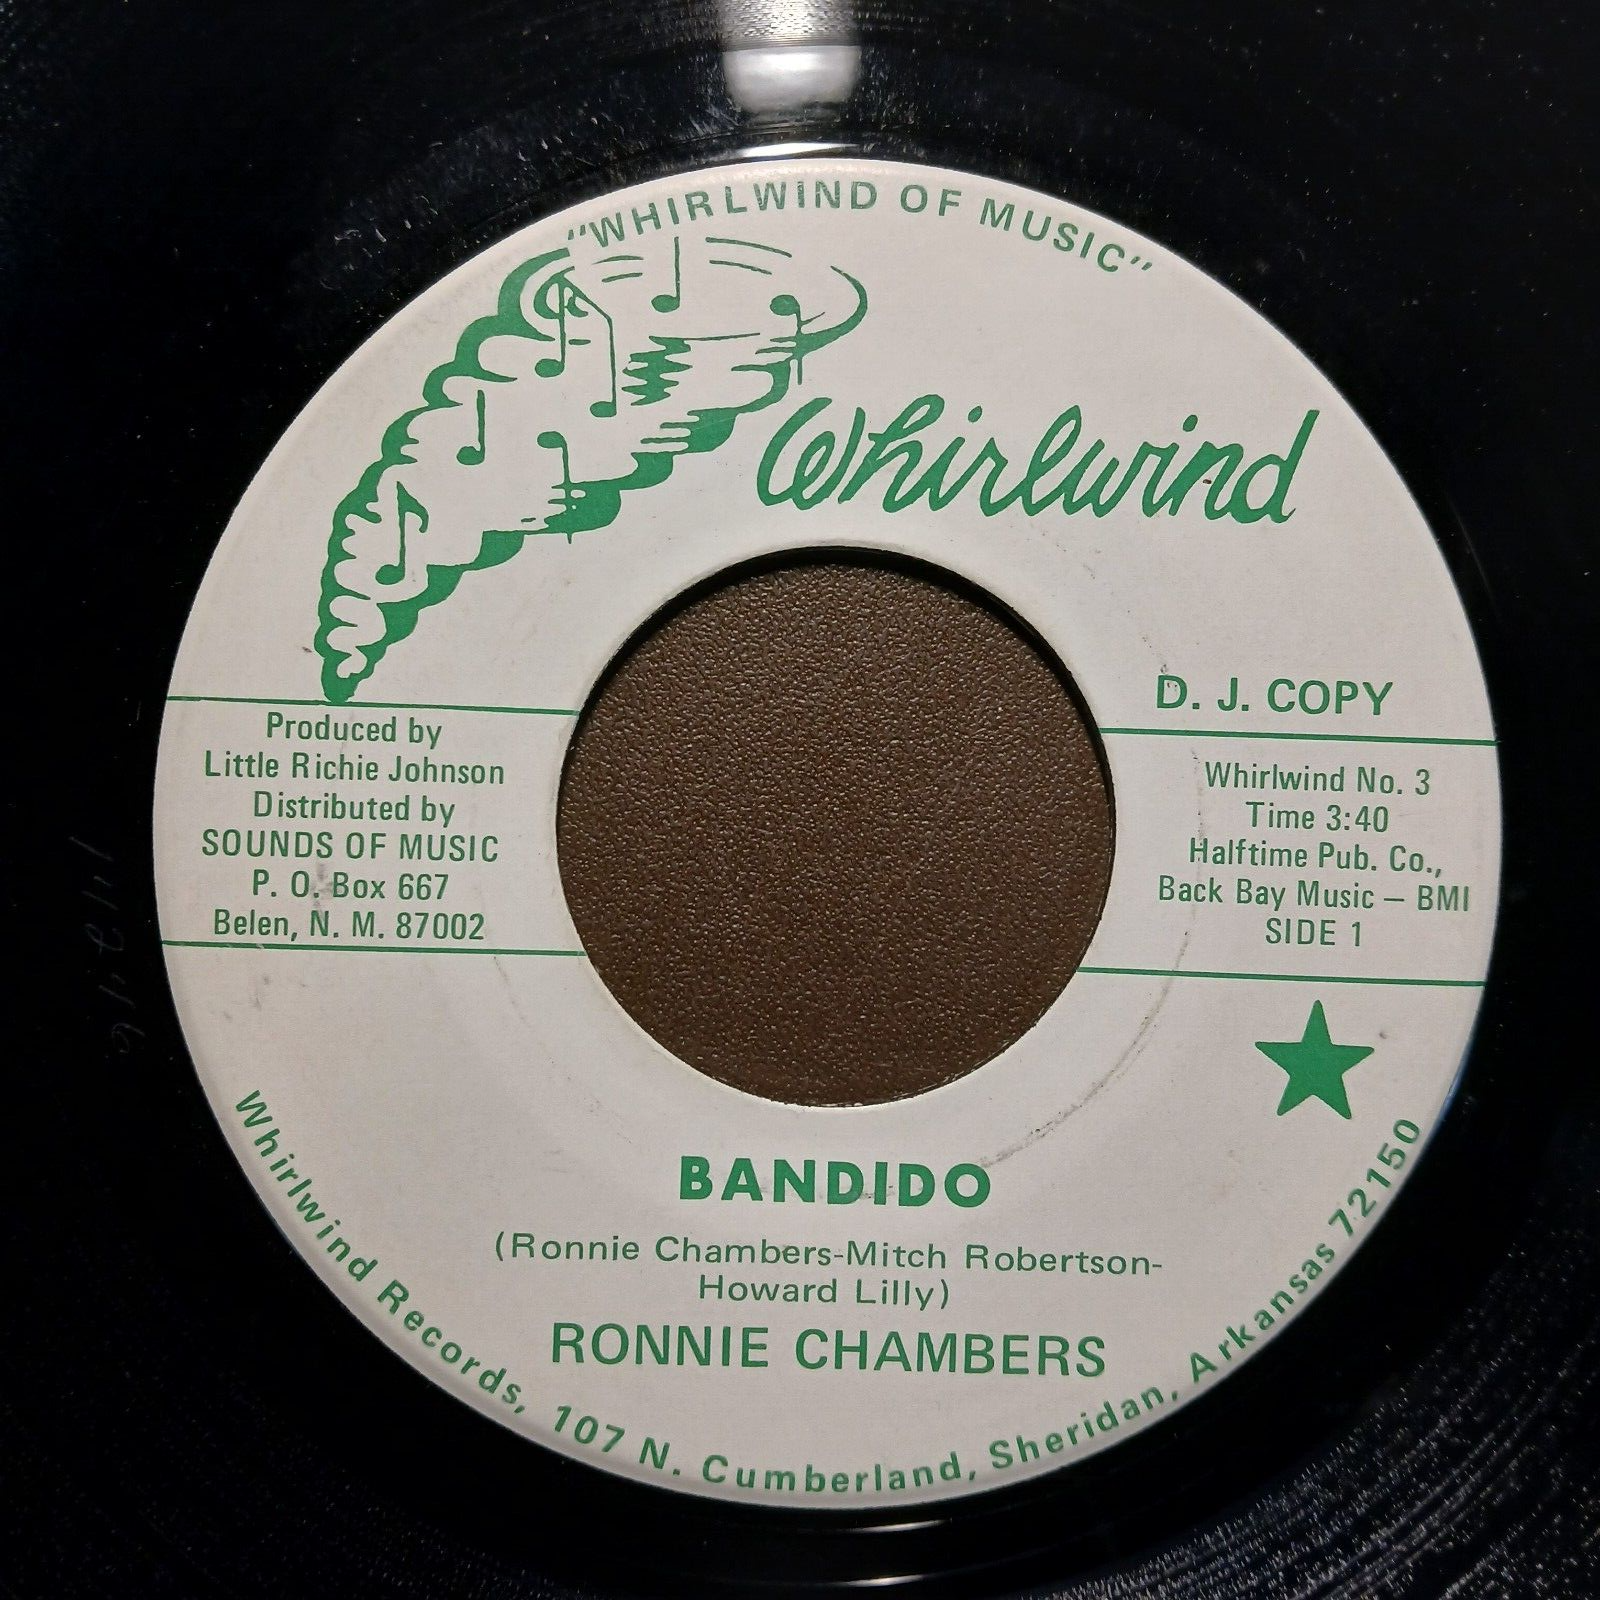 "WHIRLWIND OF MUSIC"
Whirlwind
D. J. COPY
Produced by
Little Richie Johnson
Distributed by
SOUNDS OF MUSIC
P. O. Box 667
Belen, N. M. 87002
Whirlwind No. 3
Time 3:40
Halftime Pub. Co.,
Back Bay Music – BMI
SIDE 1
BANDIDO
(Ronnie Chambers-Mitch Robertson-
Howard Lilly)
RONNIE CHAMBERS
Whirlwind Records, 107 N. Cumberland, Sheridan, Arkansas 72150